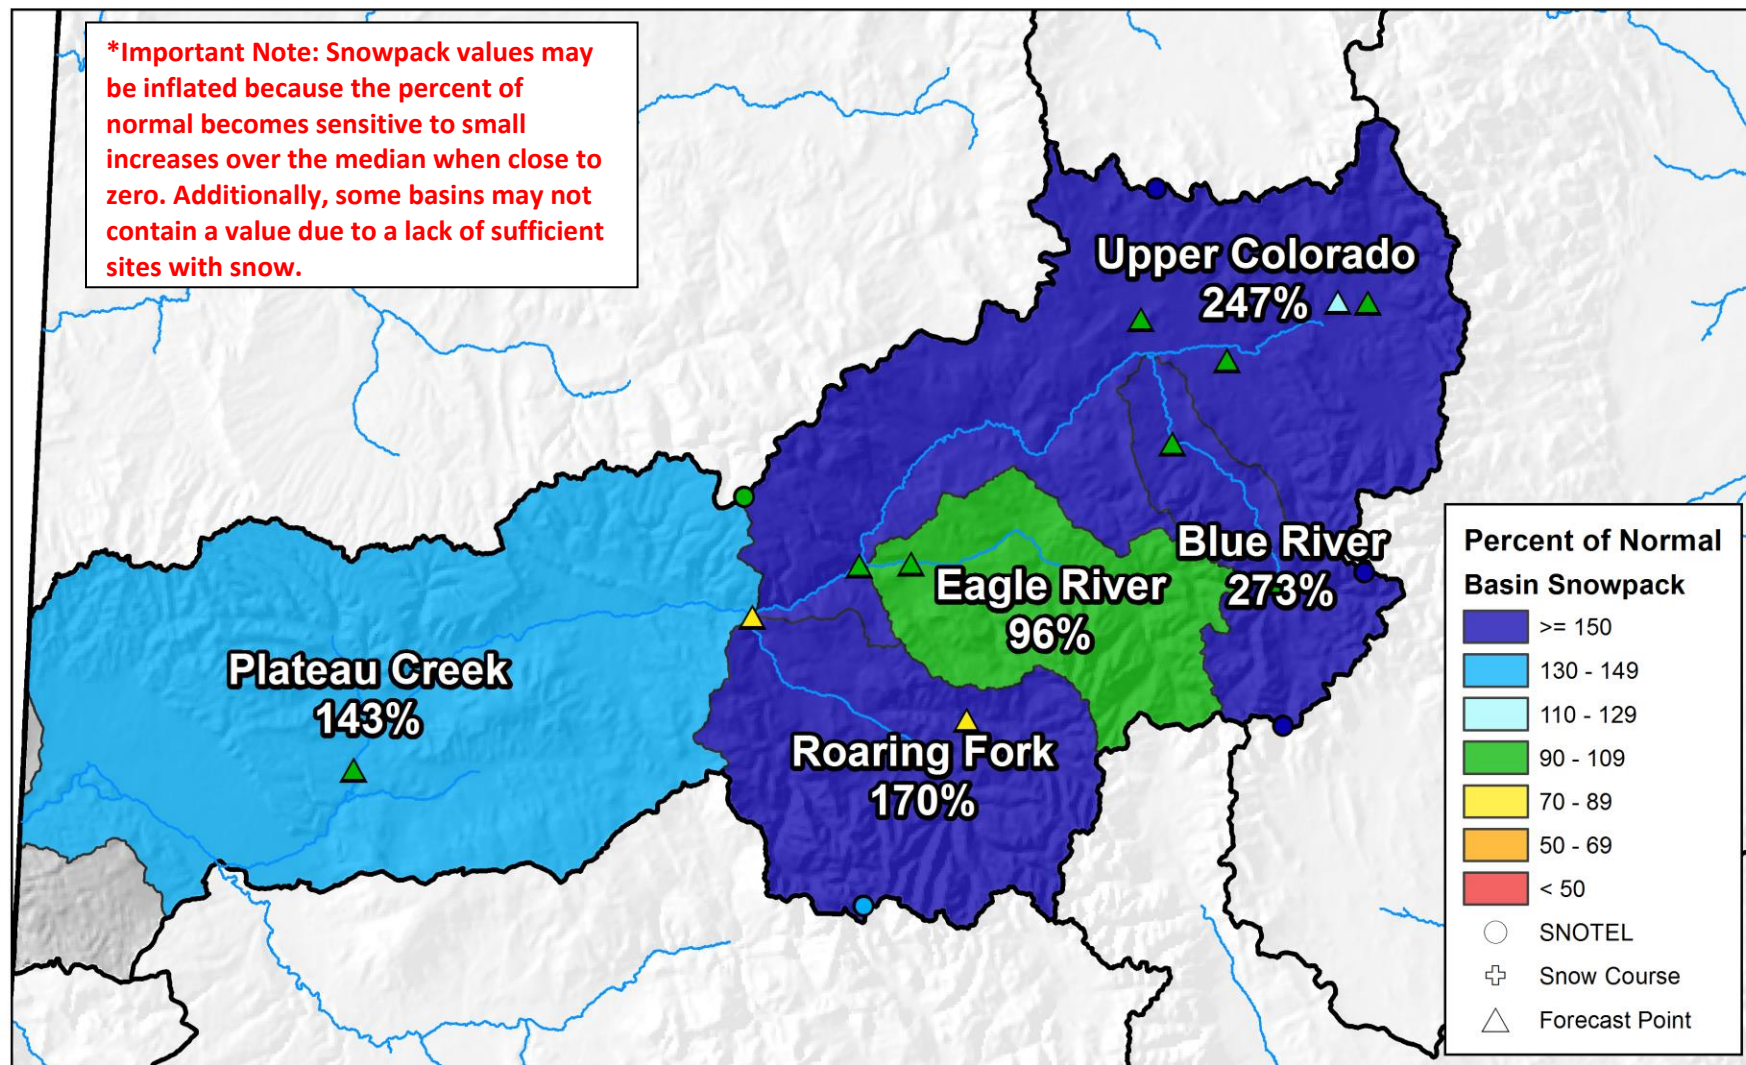 *Important Note: Snowpack values may
be inflated because the percent of
normal becomes sensitive to small
increases over the median when close to
zero. Additionally, some basins may not
contain a value due to a lack of sufficient
sites with snow.
Upper Colorado
247%
Blue River
273%
Eagle River
96%
Plateau Creek
143%
Roaring Fork
170%
Percent of Normal
Basin Snowpack
>= 150
130 - 149
110 - 129
90 - 109
70 - 89
50 - 69
< 50
SNOTEL
Snow Course
Forecast Point